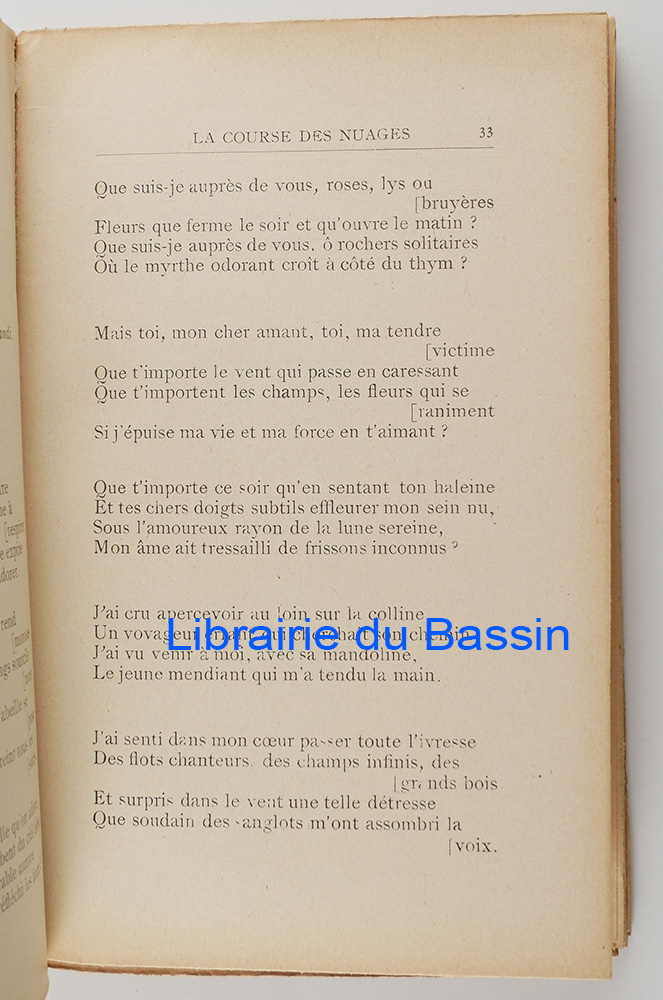 LA COURSE DES NUAGES 33
Que suis-je auprès de vous, roses, lys ou
[bruyères
Fleurs que ferme le soir et qu'ouvre le matin ?
Que suis-je auprès de vous, ô rochers solitaires
Où le myrthe odorant croît à côté du thym ?
Mais toi, mon cher amant, toi, ma tendre
[victime
Que t'importe le vent qui passe en caressant
Que t'importent les champs, les fleurs qui se
[raniment
Si j'épuise ma vie et ma force en t'aimant ?
Que t'importe ce soir qu'en sentant ton haleine
Et tes chers doigts subtils effleurer mon sein nu,
Sous l'amoureux rayon de la lune sereine,
Mon âme ait tressailli de frissons inconnus ?
J'ai cru apercevoir au loin sur la colline
Un voyageur errant qui cherchait son chemin
J'ai vu venir à moi, avec sa mandoline,
Le jeune mendiant qui m'a tendu la main.
Librairie du Bassin
J'ai senti dans mon cœur passer toute l'ivresse
Des flots chanteurs, des champs infinis, des
[grands bois
Et surpris dans le vent une telle détresse
Que soudain des sanglots m'ont assombri la
[voix.